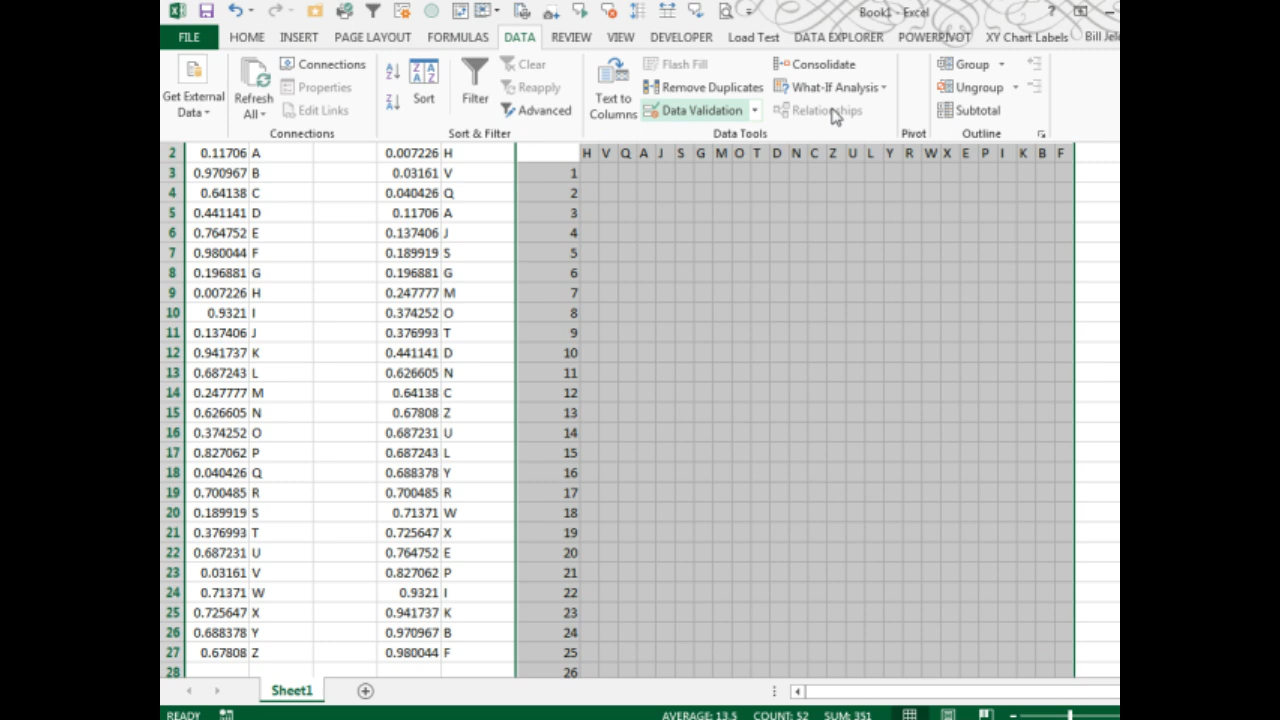 Book1 - Excel ?
FILE HOME INSERT PAGE LAYOUT FORMULAS DATA REVIEW VIEW DEVELOPER Load Test DATA EXPLORER POWERPIVOT XY Chart Labels Bill Jele
Connections Clear Flash Fill Consolidate Group
Properties Reapply Remove Duplicates What-If Analysis Ungroup
Get External Data Refresh All Edit Links Sort Filter Advanced Text to Columns Data Validation Relationships Subtotal
Connections Sort & Filter Data Tools Pivot Outline
2 0.11706 A 0.007226 H H V Q A J S G M O T D N C Z U L Y R W X E P I K B F
3 0.970967 B 0.03161 V 1
4 0.64138 C 0.040426 Q 2
5 0.441141 D 0.11706 A 3
6 0.764752 E 0.137406 J 4
7 0.980044 F 0.189919 S 5
8 0.196881 G 0.196881 G 6
9 0.007226 H 0.247777 M 7
10 0.9321 I 0.374252 O 8
11 0.137406 J 0.376993 T 9
12 0.941737 K 0.441141 D 10
13 0.687243 L 0.626605 N 11
14 0.247777 M 0.64138 C 12
15 0.626605 N 0.67808 Z 13
16 0.374252 O 0.687231 U 14
17 0.827062 P 0.687243 L 15
18 0.040426 Q 0.688378 Y 16
19 0.700485 R 0.700485 R 17
20 0.189919 S 0.71371 W 18
21 0.376993 T 0.725647 X 19
22 0.687231 U 0.764752 E 20
23 0.03161 V 0.827062 P 21
24 0.71371 W 0.9321 I 22
25 0.725647 X 0.941737 K 23
26 0.688378 Y 0.970967 B 24
27 0.67808 Z 0.980044 F 25
28 26
Sheet1
READY AVERAGE: 13.5 COUNT: 52 SUM: 351